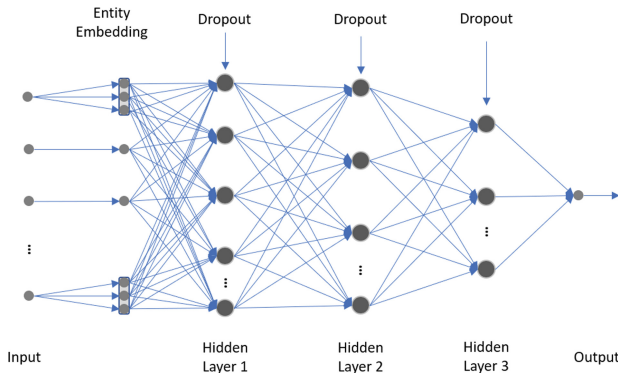 Entity
Embedding
Dropout
Dropout
Dropout
...
...
...
...
Input
Hidden
Layer 1
Hidden
Layer 2
Hidden
Layer 3
Output